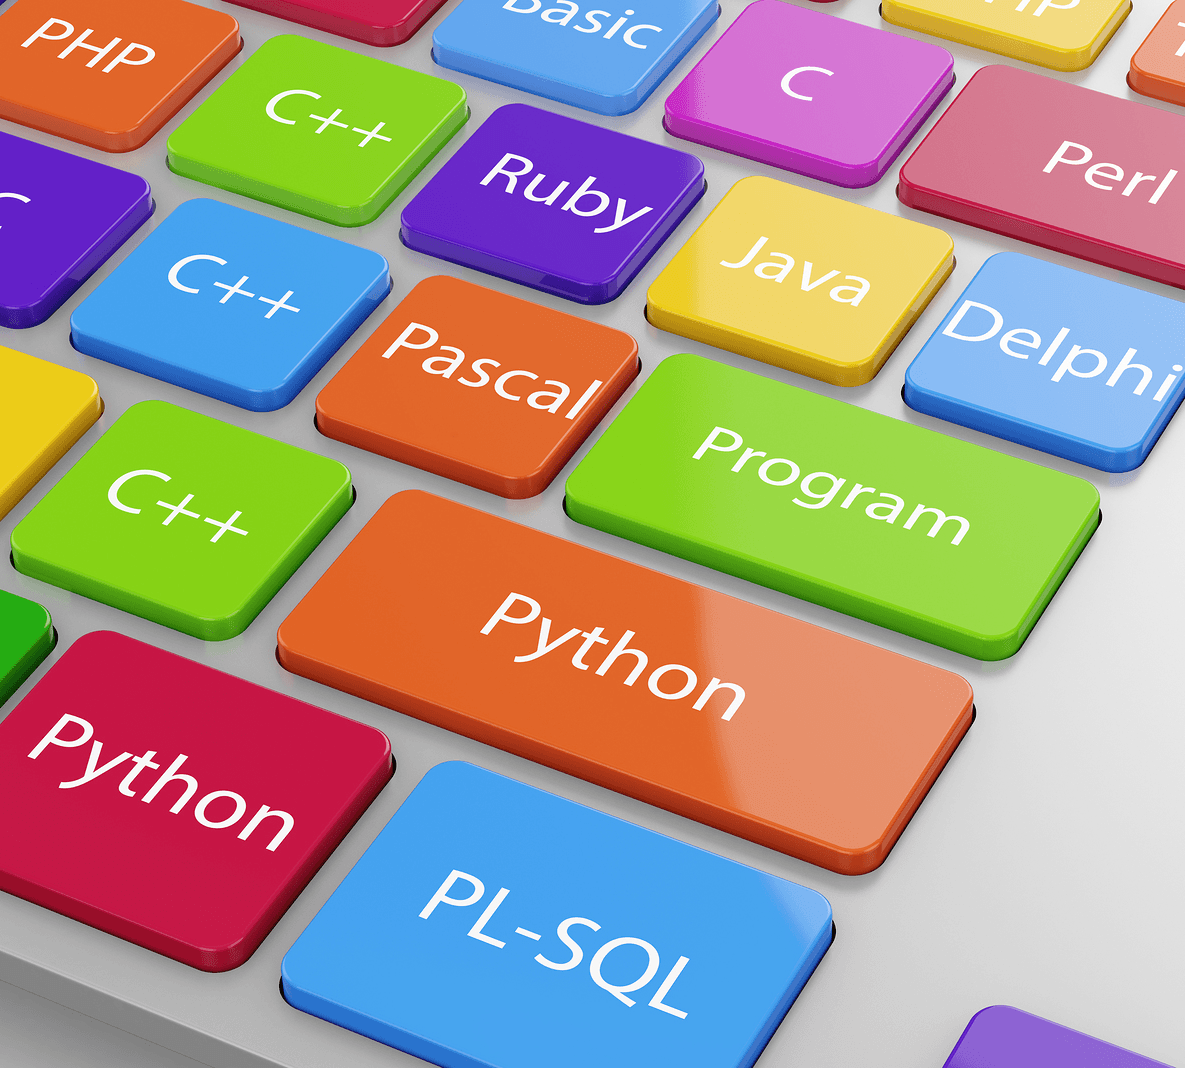 Basic
PHP
C++
C
Perl
Ruby
C++
Java
Delphi
Pascal
C++
Program
Python
Python
PL-SQL